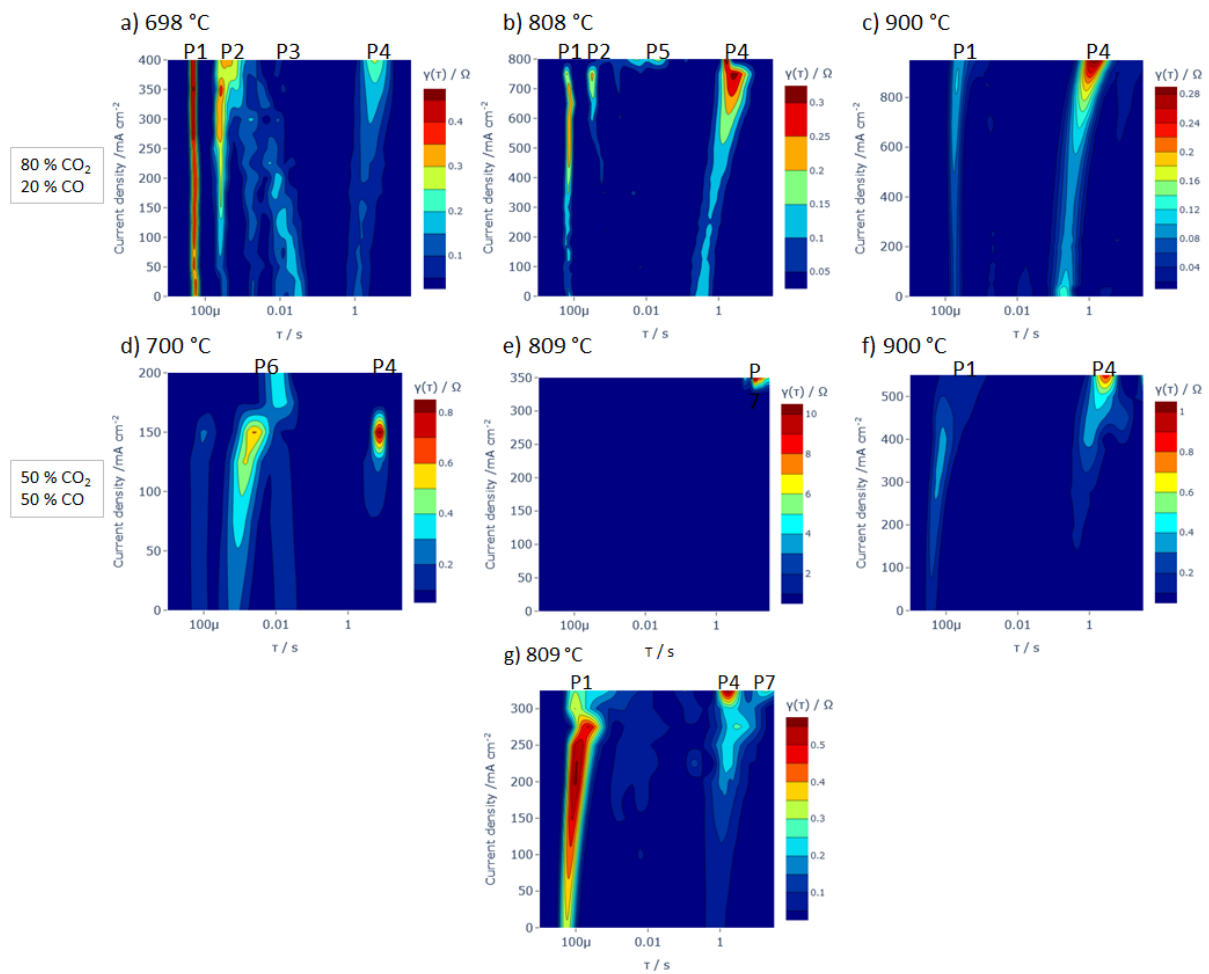 a) 698 °C
P1 P2 P3 P4
400
350
300
250
200
150
100
50
0
Current density /mA cm⁻²
100μ 0.01 1
τ / s
γ(τ) / Ω
0.4
0.3
0.2
0.1
b) 808 °C
P1 P2 P5 P4
800
700
600
500
400
300
200
100
0
Current density /mA cm⁻²
100μ 0.01 1
τ / s
γ(τ) / Ω
0.3
0.25
0.2
0.15
0.1
0.05
c) 900 °C
P1 P4
800
600
400
200
0
Current density /mA cm⁻²
100μ 0.01 1
τ / s
γ(τ) / Ω
0.28
0.24
0.2
0.16
0.12
0.08
0.04
80 % CO₂
20 % CO
d) 700 °C
P6 P4
200
150
100
50
0
Current density /mA cm⁻²
100μ 0.01 1
τ / s
γ(τ) / Ω
0.8
0.6
0.4
0.2
e) 809 °C
P
7
350
300
250
200
150
100
50
0
Current density /mA cm⁻²
100μ 0.01 1
τ / s
γ(τ) / Ω
10
8
6
4
2
f) 900 °C
P1 P4
500
400
300
200
100
0
Current density /mA cm⁻²
100μ 0.01 1
τ / s
γ(τ) / Ω
1
0.8
0.6
0.4
0.2
50 % CO₂
50 % CO
g) 809 °C
P1 P4 P7
300
250
200
150
100
50
0
Current density /mA cm⁻²
100μ 0.01 1
τ / s
γ(τ) / Ω
0.5
0.4
0.3
0.2
0.1